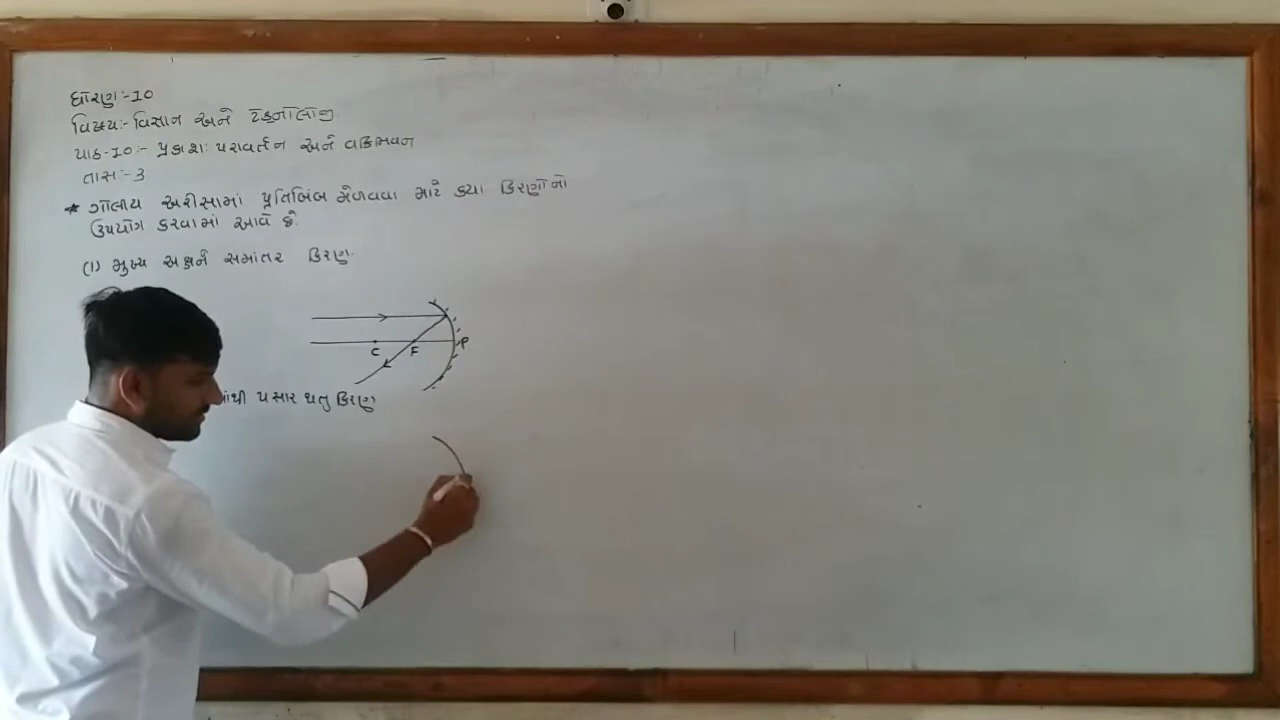 ધોરણ:-10
વિષય:- વિજ્ઞાન અને ટેકનોલોજી.
પાઠ-10:- પ્રકાશ: પરાવર્તન અને વક્રિભવન
તાસ:-3
* ગોલીય અરીસામાં પ્રતિબિંબ મેળવવા માટે કયા કિરણોનો
ઉપયોગ કરવામાં આવે છે.
(1) મુખ્ય અક્ષને સમાંતર કિરણ.
C F P
માંથી પસાર થતુ કિરણ